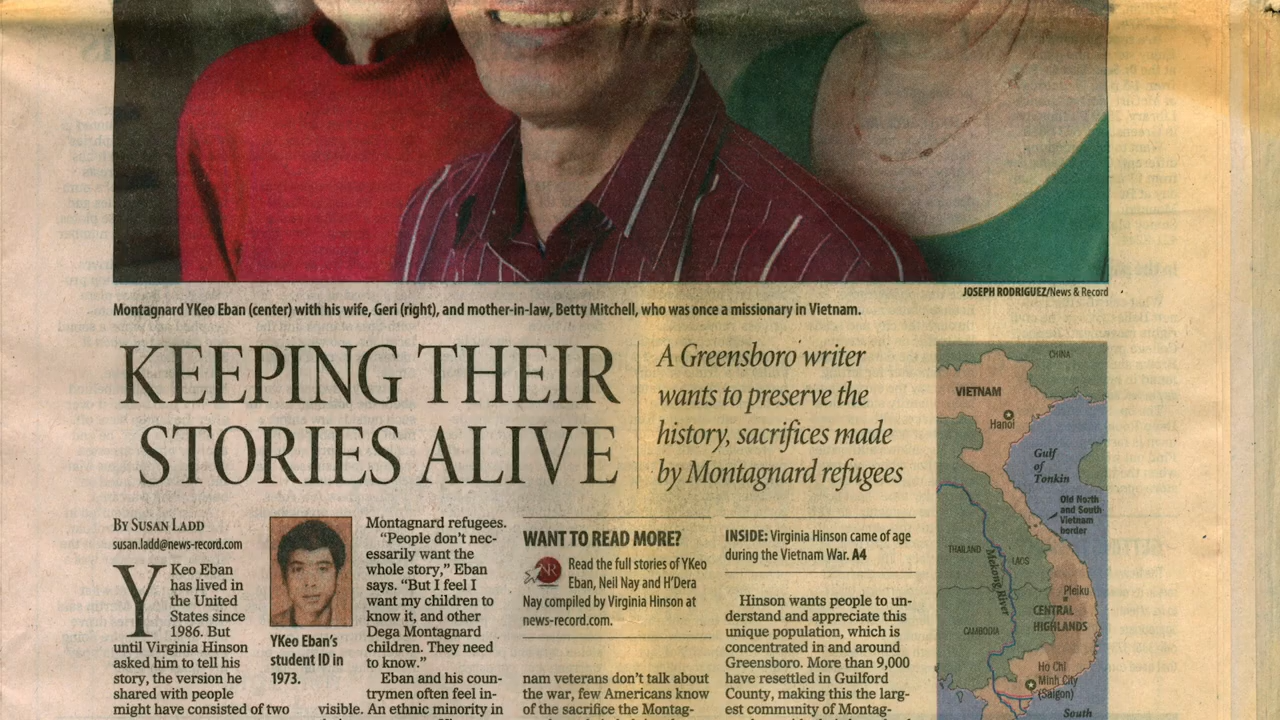 JOSEPH RODRIGUEZ/News & Record
Montagnard YKeo Eban (center) with his wife, Geri (right), and mother-in-law, Betty Mitchell, who was once a missionary in Vietnam.
KEEPING THEIR
STORIES ALIVE
A Greensboro writer
wants to preserve the
history, sacrifices made
by Montagnard refugees
BY SUSAN LADD
susan.ladd@news-record.com
YKeo Eban
has lived in
the United
States since
1986. But
until Virginia Hinson
asked him to tell his
story, the version he
shared with people
might have consisted of two
YKeo Eban's
student ID in
1973.
Montagnard refugees.
"People don't nec-
essarily want the
whole story," Eban
says. "But I feel I
want my children to
know it, and other
Dega Montagnard
children. They need
to know."
Eban and his coun-
trymen often feel in-
visible. An ethnic minority in
WANT TO READ MORE?
Read the full stories of YKeo
Eban, Neil Nay and H'Dera
Nay compiled by Virginia Hinson at
news-record.com.
nam veterans don't talk about
the war, few Americans know
of the sacrifice the Montag-
INSIDE: Virginia Hinson came of age
during the Vietnam War. A4
Hinson wants people to un-
derstand and appreciate this
unique population, which is
concentrated in and around
Greensboro. More than 9,000
have resettled in Guilford
County, making this the larg-
est community of Montag-
CHINA
VIETNAM
Hanoi
Gulf
of
Tonkin
Old North
and South
Vietnam
border
THAILAND
LAOS
Mekong River
Pleiku
CENTRAL
HIGHLANDS
CAMBODIA
Ho Chi
Minh City
(Saigon)
South